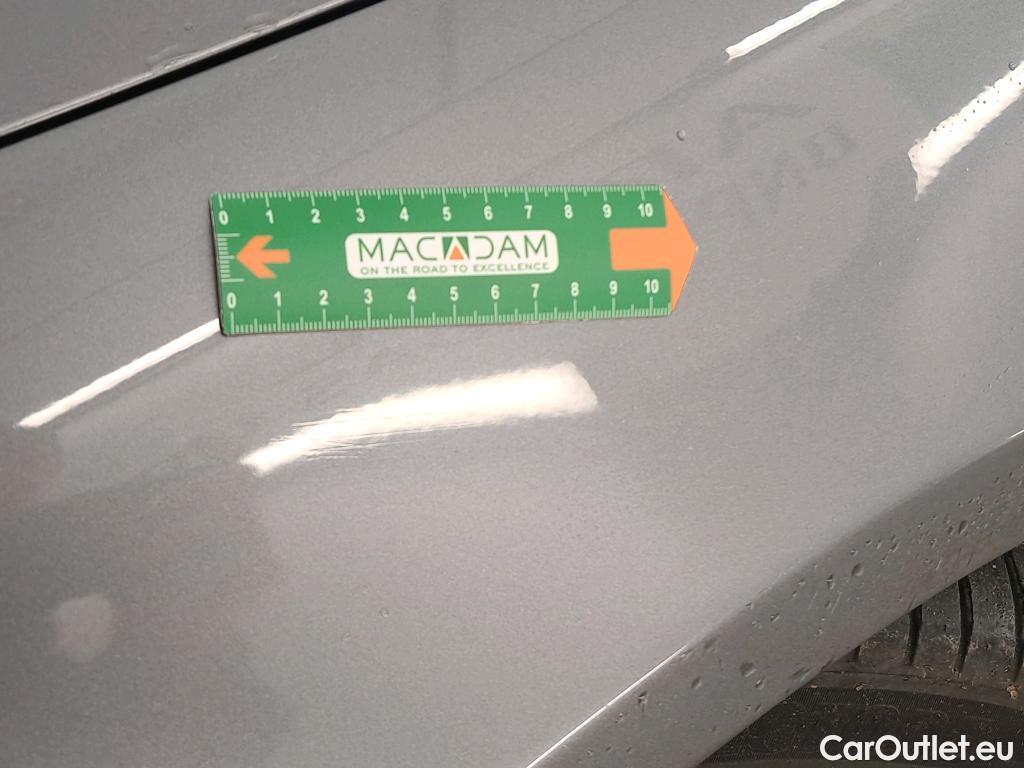 0 1 2 3 4 5 6 7 8 9 10
MACADAM
ON THE ROAD TO EXCELLENCE
0 1 2 3 4 5 6 7 8 9 10
CarOutlet.eu